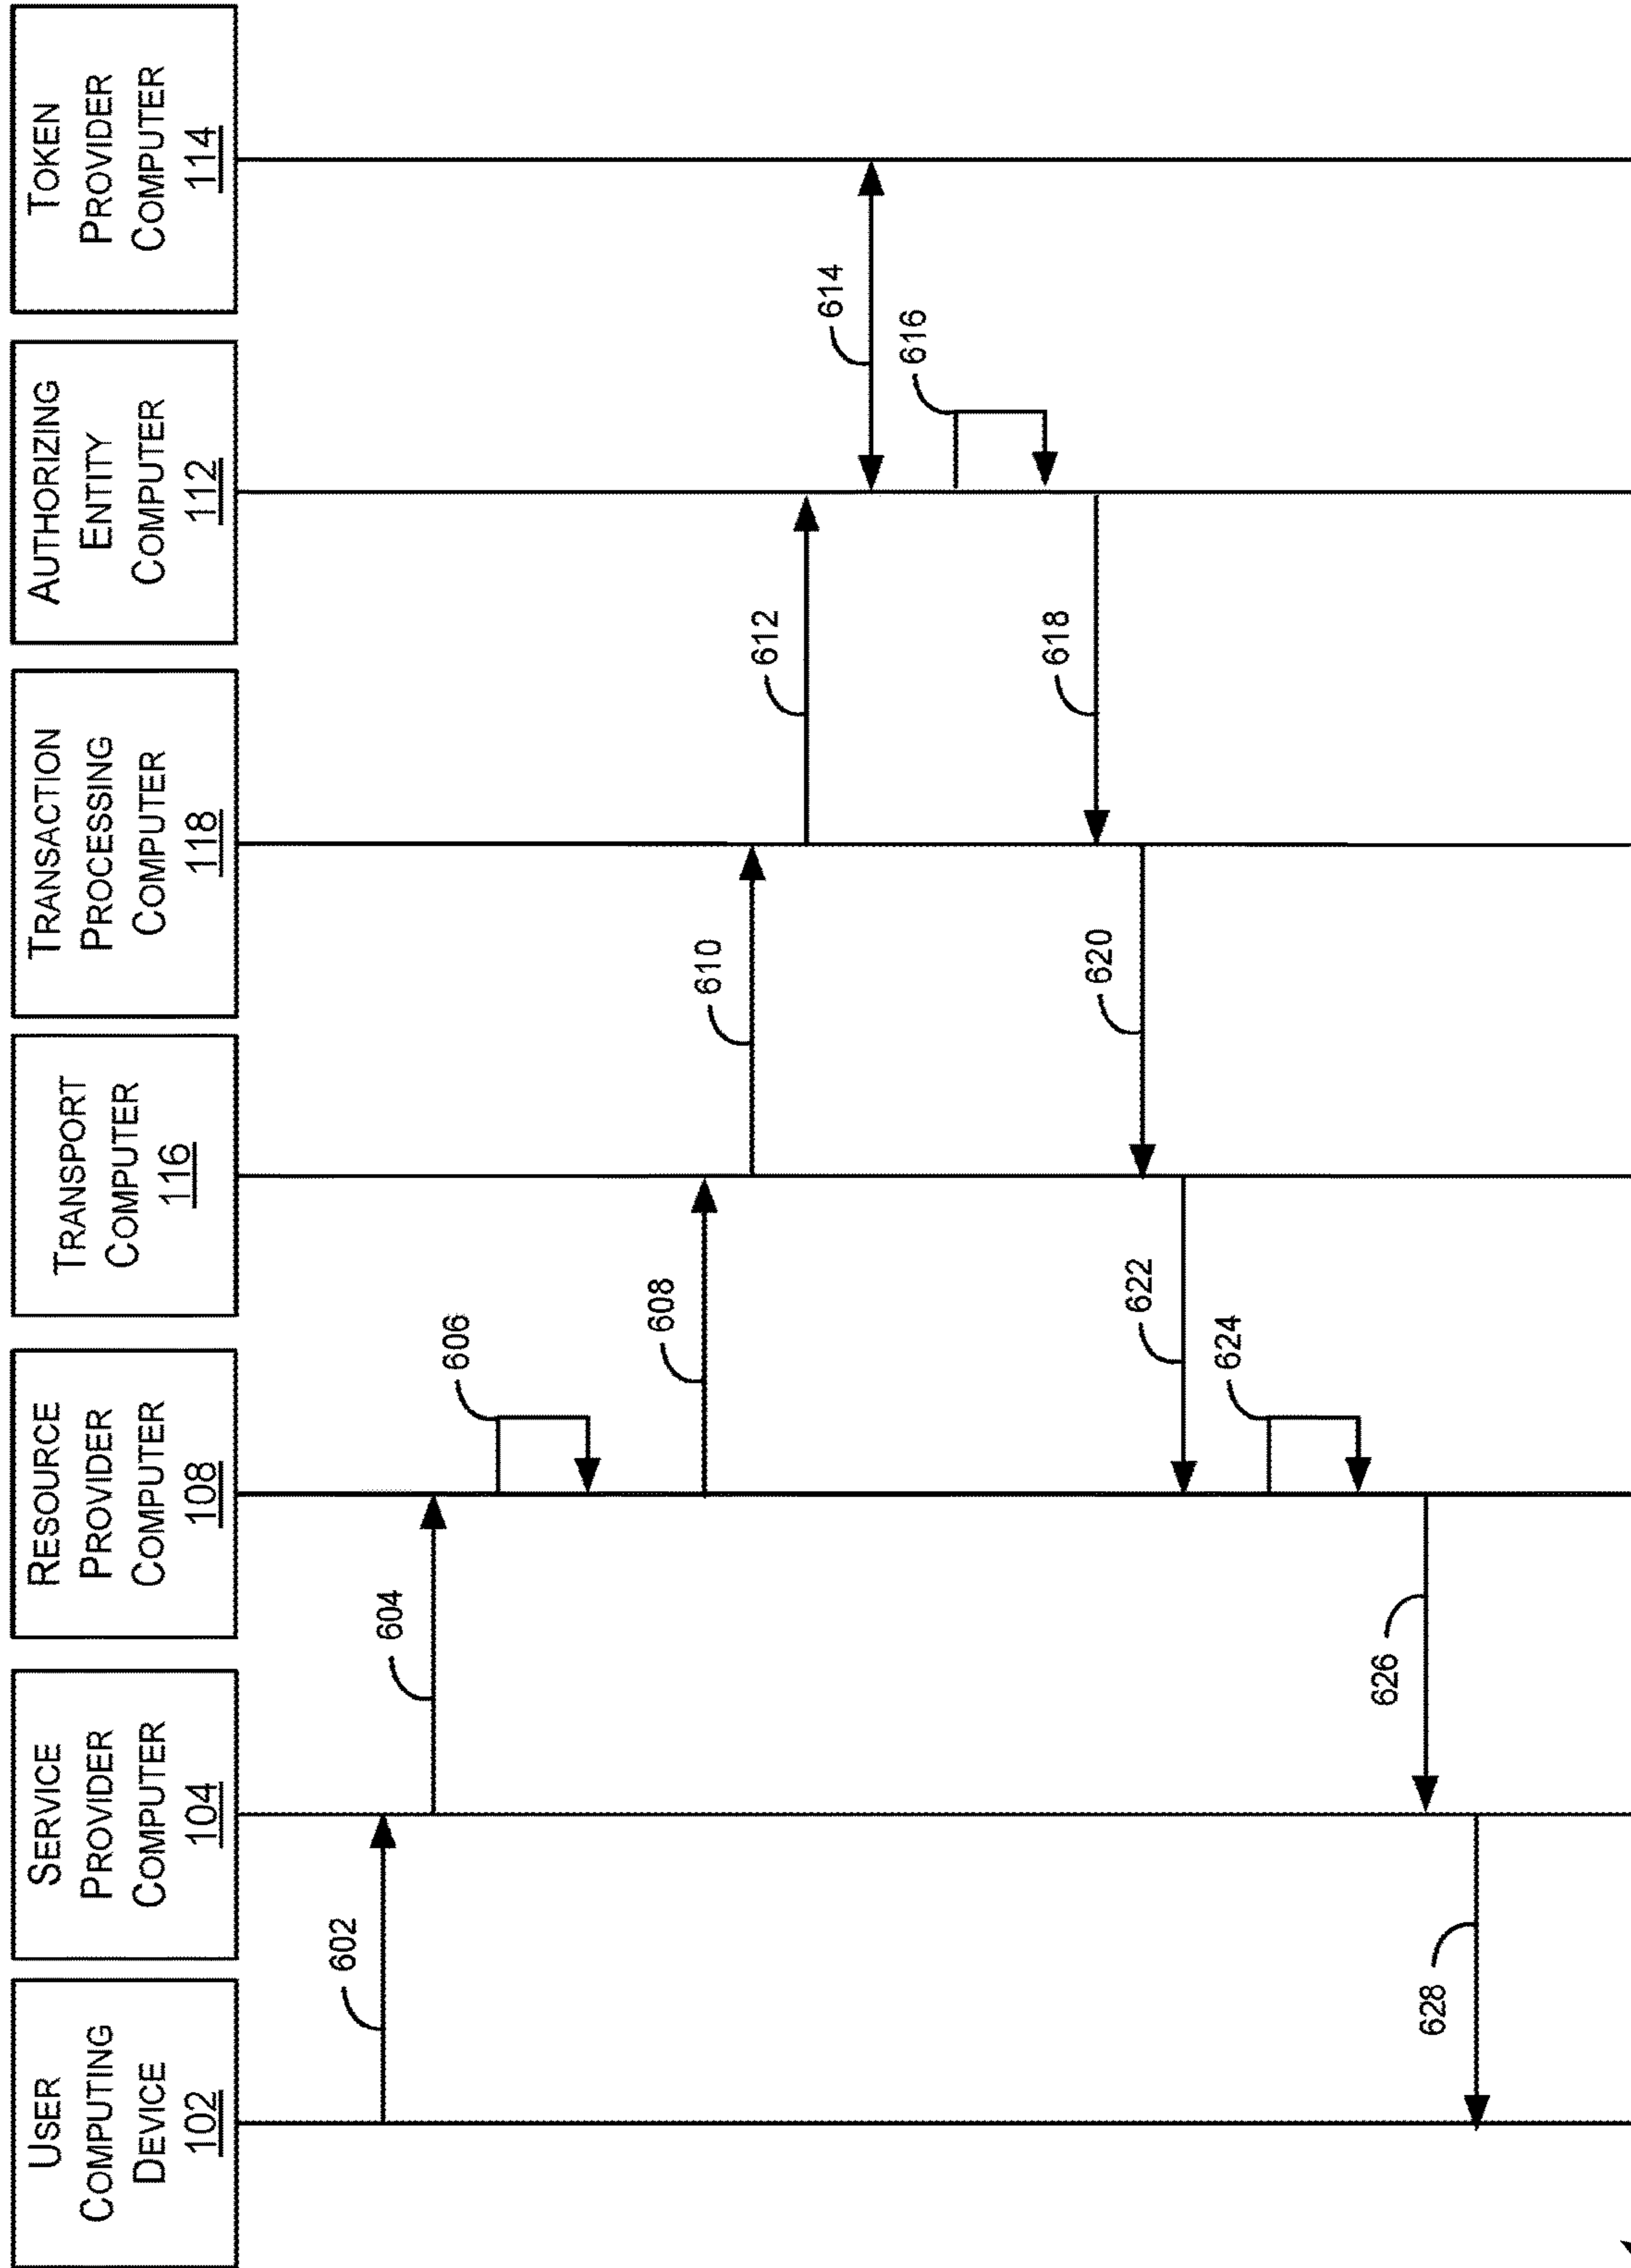 USER
COMPUTING
DEVICE
102
SERVICE
PROVIDER
COMPUTER
104
RESOURCE
PROVIDER
COMPUTER
108
TRANSPORT
COMPUTER
116
TRANSACTION
PROCESSING
COMPUTER
118
AUTHORIZING
ENTITY
COMPUTER
112
TOKEN
PROVIDER
COMPUTER
114
602
604
606
608
610
612
614
616
618
620
622
624
626
628